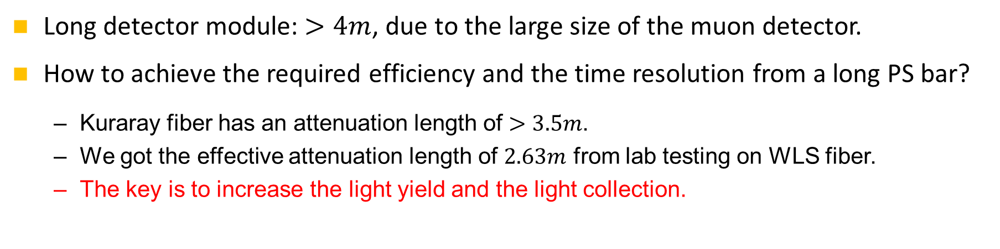 ■ Long detector module: > 4m, due to the large size of the muon detector.
■ How to achieve the required efficiency and the time resolution from a long PS bar?
– Kuraray fiber has an attenuation length of > 3.5m.
– We got the effective attenuation length of 2.63m from lab testing on WLS fiber.
– The key is to increase the light yield and the light collection.